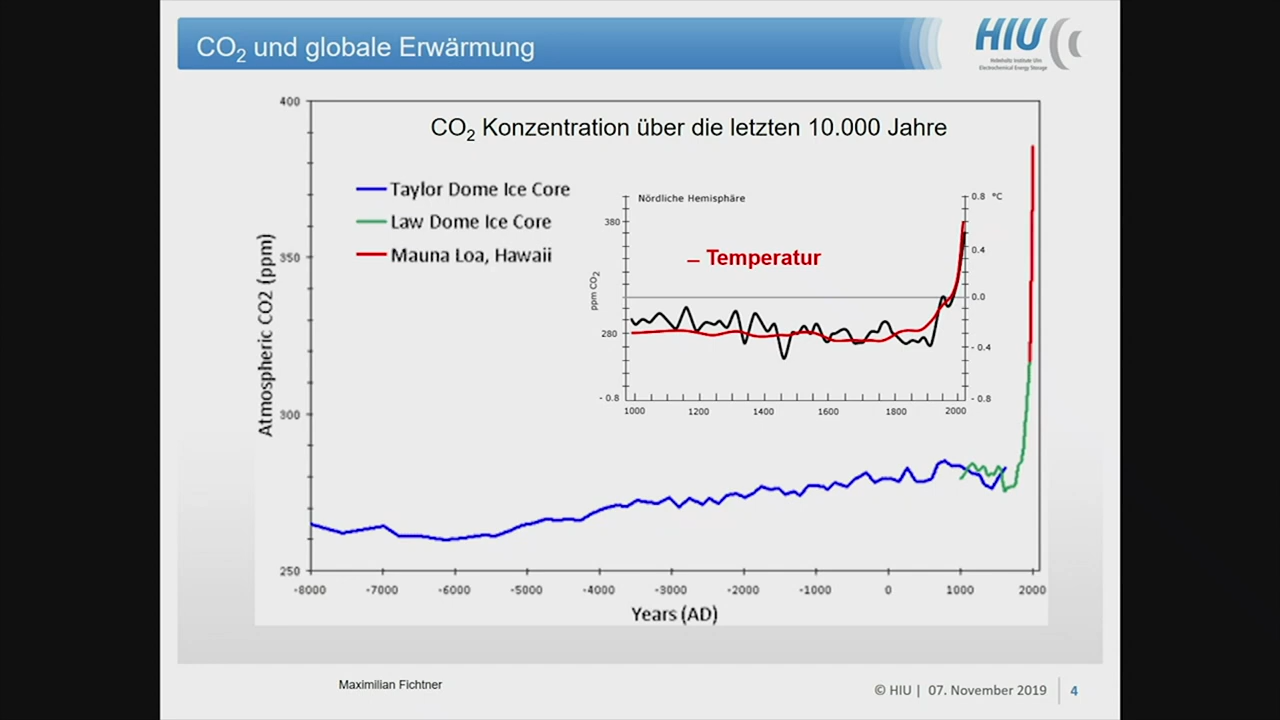 CO2 und globale Erwärmung
HIU
Helmholtz Institute Ulm
Electrochemical Energy Storage
400
350
300
250
Atmospheric CO2 (ppm)
CO2 Konzentration über die letzten 10.000 Jahre
Taylor Dome Ice Core
Law Dome Ice Core
Mauna Loa, Hawaii
Nördliche Hemisphäre
380
280
- 0.8
ppm CO2
– Temperatur
0.8 °C
0.4
0.0
- 0.4
- 0.8
1000 1200 1400 1600 1800 2000
-8000 -7000 -6000 -5000 -4000 -3000 -2000 -1000 0 1000 2000
Years (AD)
Maximilian Fichtner
© HIU | 07. November 2019 4